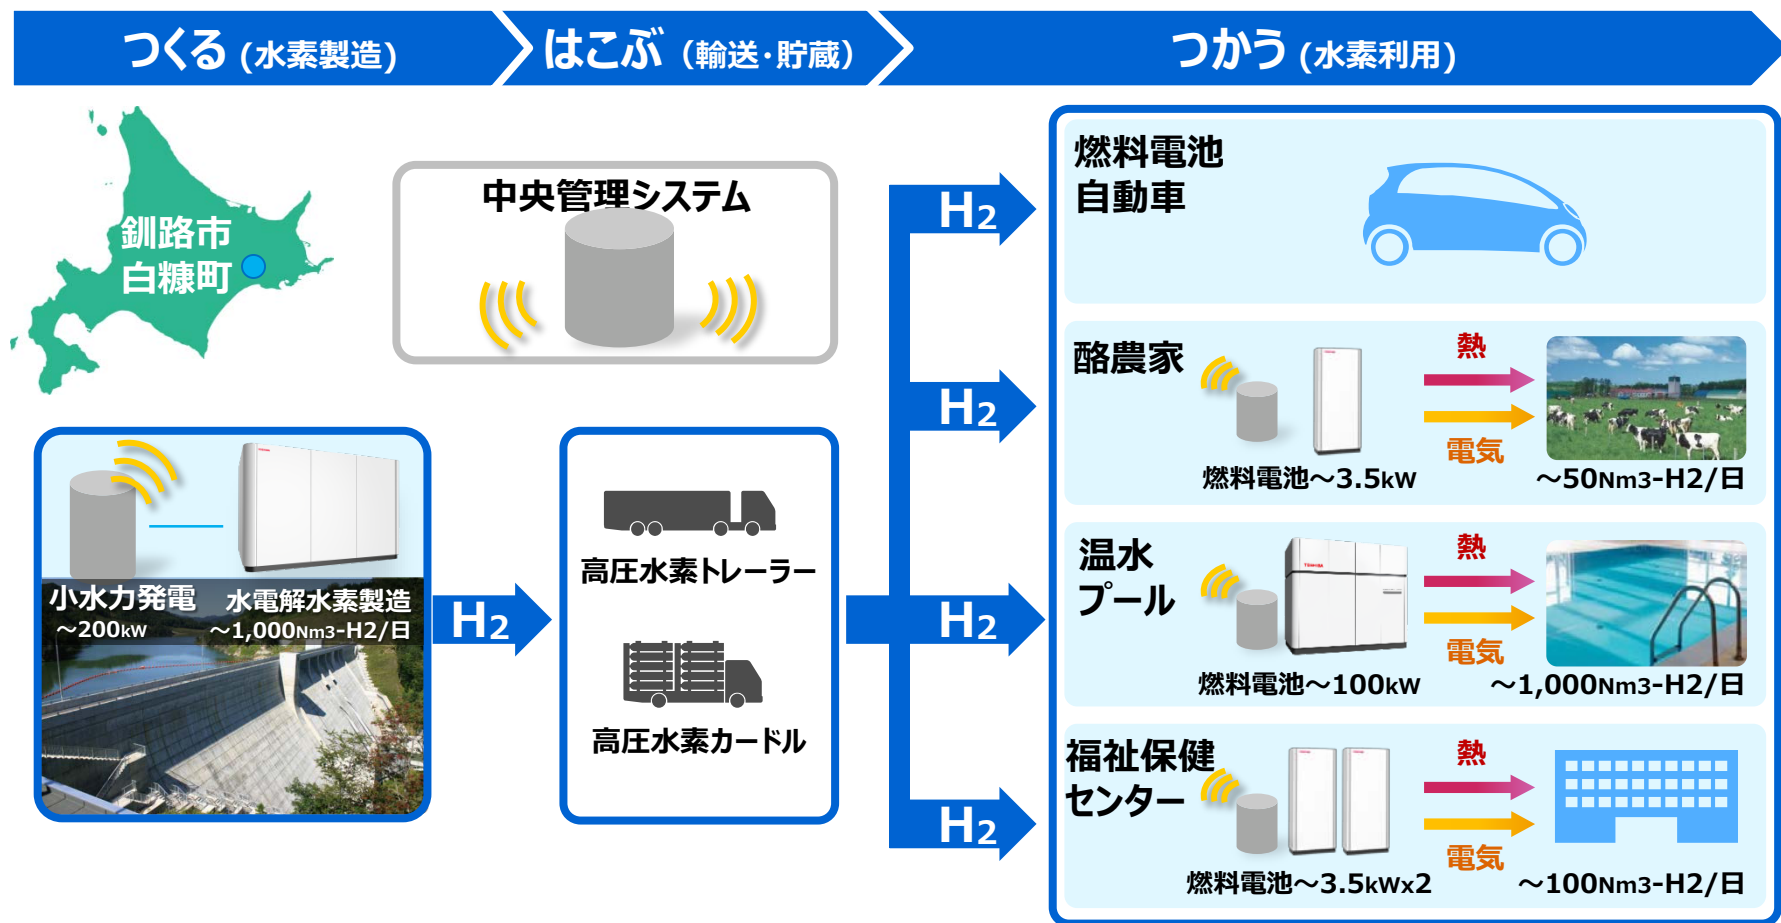 つくる (水素製造)
はこぶ (輸送・貯蔵)
つかう (水素利用)
釧路市
白糠町
中央管理システム
小水力発電
～200kW
水電解水素製造
～1,000Nm3-H2/日
H2
高圧水素トレーラー
高圧水素カードル
H2
H2
H2
H2
燃料電池
自動車
酪農家
燃料電池～3.5kW
熱
電気
～50Nm3-H2/日
温水
プール
TOSHIBA
燃料電池～100kW
熱
電気
～1,000Nm3-H2/日
福祉保健
センター
燃料電池～3.5kWx2
熱
電気
～100Nm3-H2/日